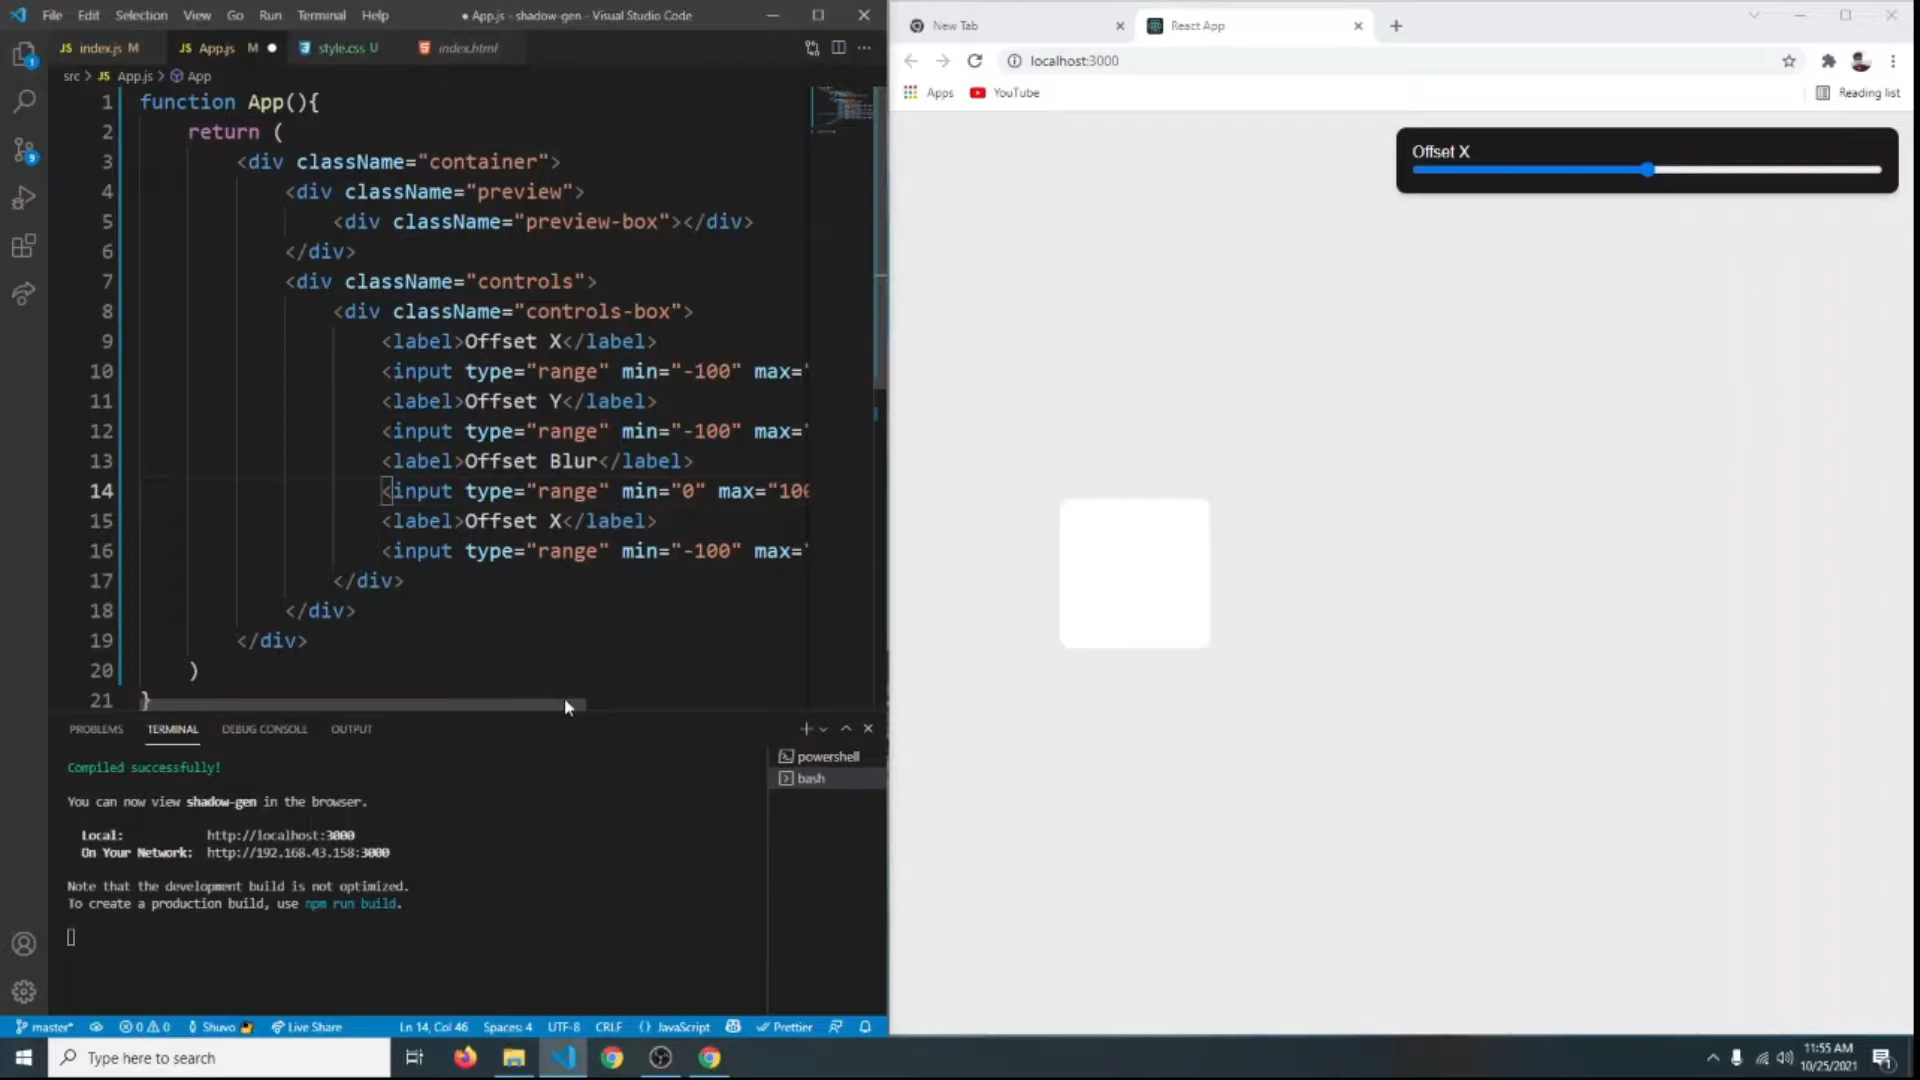 File Edit Selection View Go Run Terminal Help
● App.js - shadow-gen - Visual Studio Code
JS index.js M
JS App.js M ●
style.css U
index.html
src > JS App.js > App
1 function App(){
2 return (
3 <div className="container">
4 <div className="preview">
5 <div className="preview-box"></div>
6 </div>
7 <div className="controls">
8 <div className="controls-box">
9 <label>Offset X</label>
10 <input type="range" min="-100" max="
11 <label>Offset Y</label>
12 <input type="range" min="-100" max="
13 <label>Offset Blur</label>
14 <input type="range" min="0" max="100
15 <label>Offset X</label>
16 <input type="range" min="-100" max="
17 </div>
18 </div>
19 </div>
20 )
21 }
PROBLEMS TERMINAL DEBUG CONSOLE OUTPUT
powershell
bash
Compiled successfully!
You can now view shadow-gen in the browser.
Local: http://localhost:3000
On Your Network: http://192.168.43.158:3000
Note that the development build is not optimized.
To create a production build, use npm run build.
1
9
master* 0 0 Shuvo Live Share Ln 14, Col 46 Spaces: 4 UTF-8 CRLF {} JavaScript Prettier
New Tab
React App
localhost:3000
Apps YouTube Reading list
Offset X
Type here to search
11:55 AM
10/25/2021
1